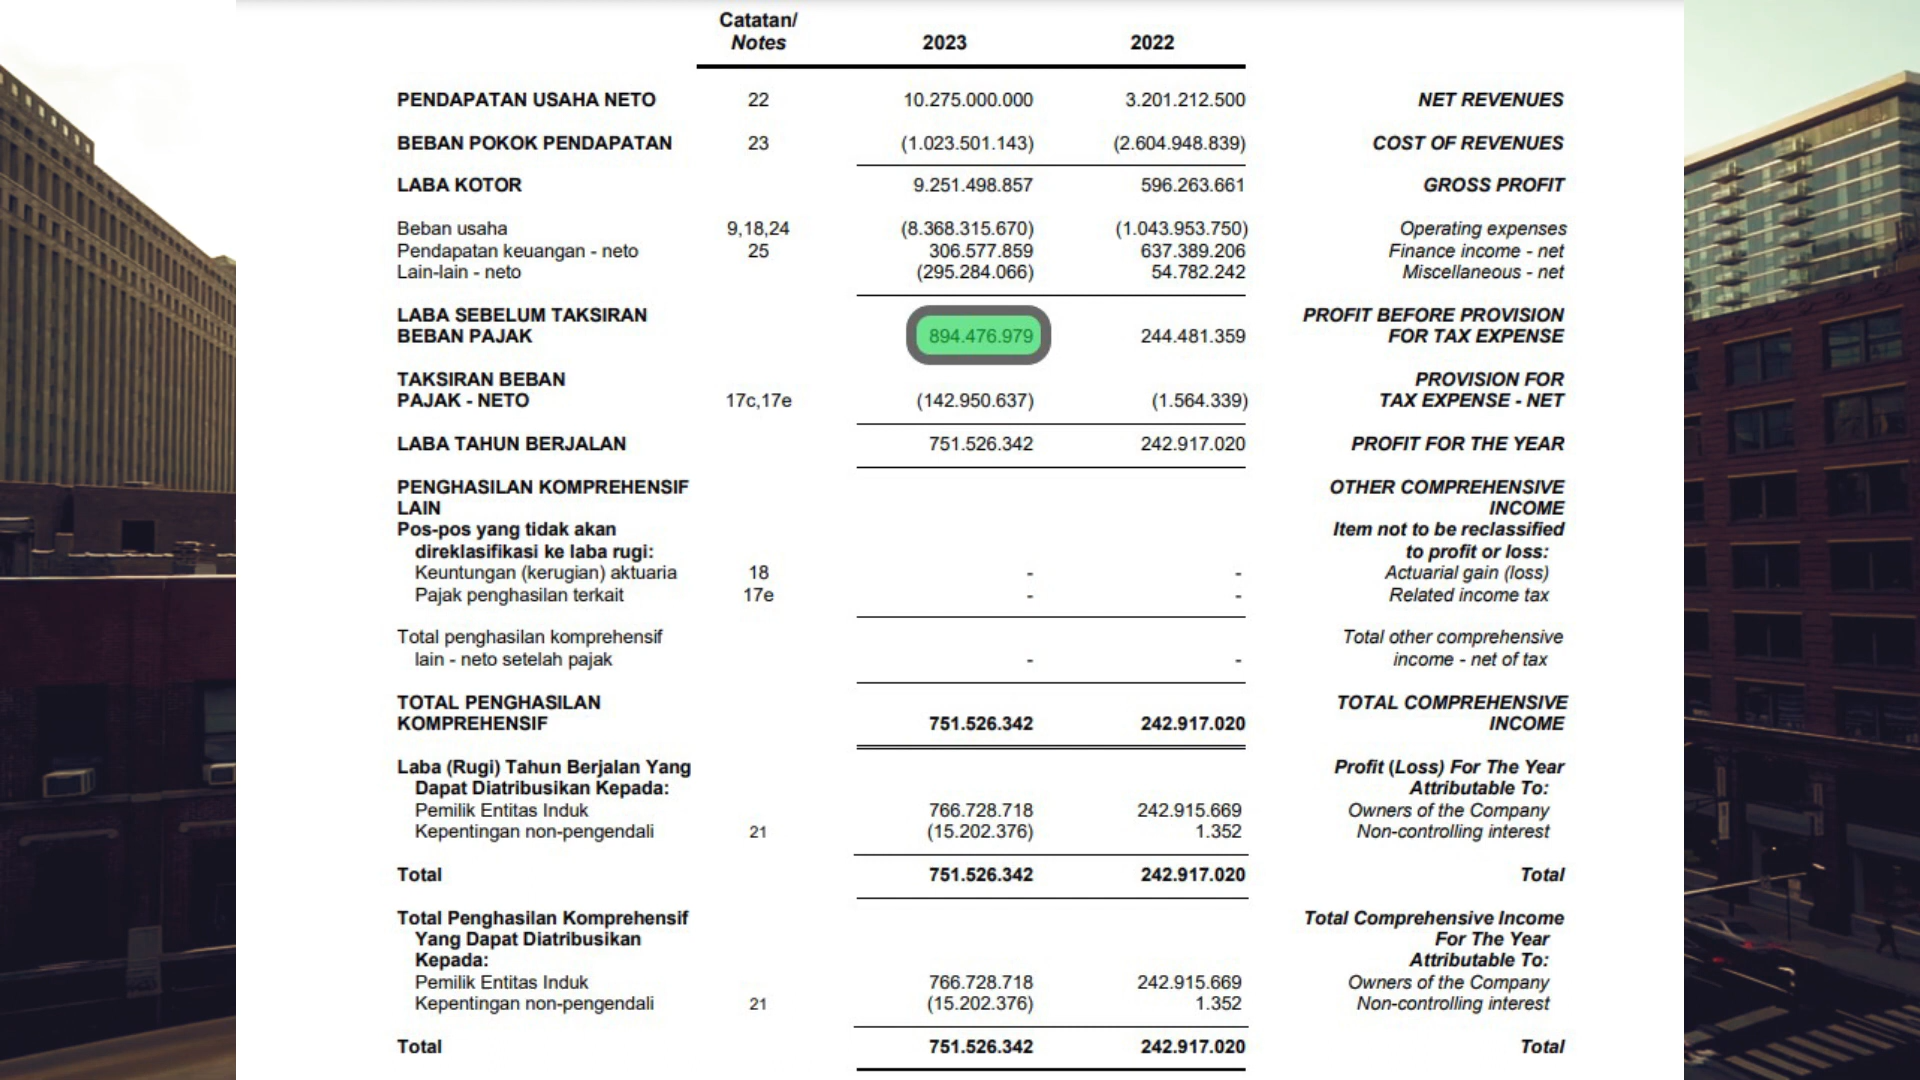 Catatan/
Notes 2023 2022
PENDAPATAN USAHA NETO 22 10.275.000.000 3.201.212.500 NET REVENUES
BEBAN POKOK PENDAPATAN 23 (1.023.501.143) (2.604.948.839) COST OF REVENUES
LABA KOTOR 9.251.498.857 596.263.661 GROSS PROFIT
Beban usaha 9,18,24 (8.368.315.670) (1.043.953.750) Operating expenses
Pendapatan keuangan - neto 25 306.577.859 637.389.206 Finance income - net
Lain-lain - neto (295.284.066) 54.782.242 Miscellaneous - net
LABA SEBELUM TAKSIRAN PROFIT BEFORE PROVISION
BEBAN PAJAK 894.476.979 244.481.359 FOR TAX EXPENSE
TAKSIRAN BEBAN PROVISION FOR
PAJAK - NETO 17c,17e (142.950.637) (1.564.339) TAX EXPENSE - NET
LABA TAHUN BERJALAN 751.526.342 242.917.020 PROFIT FOR THE YEAR
PENGHASILAN KOMPREHENSIF OTHER COMPREHENSIVE
LAIN INCOME
Pos-pos yang tidak akan Item not to be reclassified
direklasifikasi ke laba rugi: to profit or loss:
Keuntungan (kerugian) aktuaria 18 - - Actuarial gain (loss)
Pajak penghasilan terkait 17e - - Related income tax
Total penghasilan komprehensif Total other comprehensive
lain - neto setelah pajak - - income - net of tax
TOTAL PENGHASILAN TOTAL COMPREHENSIVE
KOMPREHENSIF 751.526.342 242.917.020 INCOME
Laba (Rugi) Tahun Berjalan Yang Profit (Loss) For The Year
Dapat Diatribusikan Kepada: Attributable To:
Pemilik Entitas Induk 766.728.718 242.915.669 Owners of the Company
Kepentingan non-pengendali 21 (15.202.376) 1.352 Non-controlling interest
Total 751.526.342 242.917.020 Total
Total Penghasilan Komprehensif Total Comprehensive Income
Yang Dapat Diatribusikan For The Year
Kepada: Attributable To:
Pemilik Entitas Induk 766.728.718 242.915.669 Owners of the Company
Kepentingan non-pengendali 21 (15.202.376) 1.352 Non-controlling interest
Total 751.526.342 242.917.020 Total